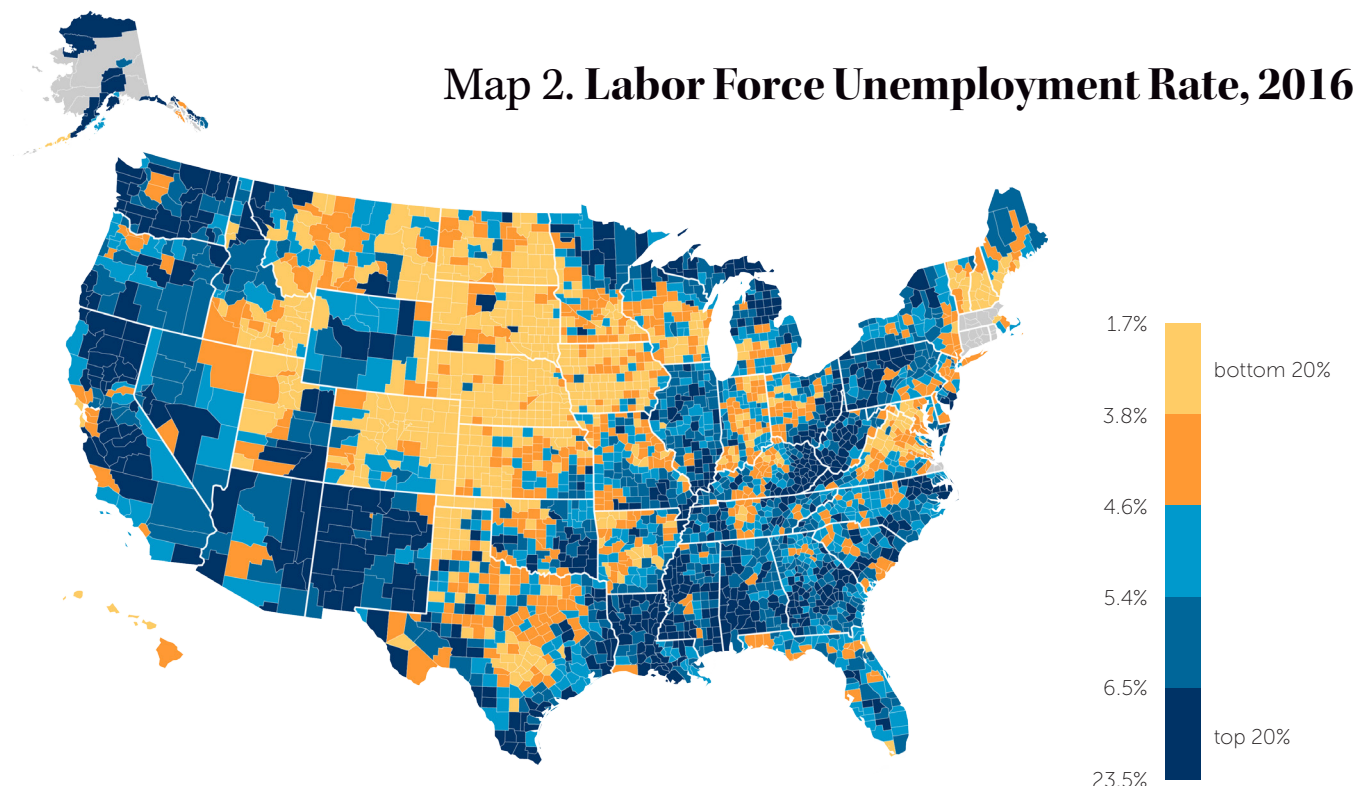 Map 2. Labor Force Unemployment Rate, 2016
1.7%
bottom 20%
3.8%
4.6%
5.4%
6.5%
top 20%
23.5%